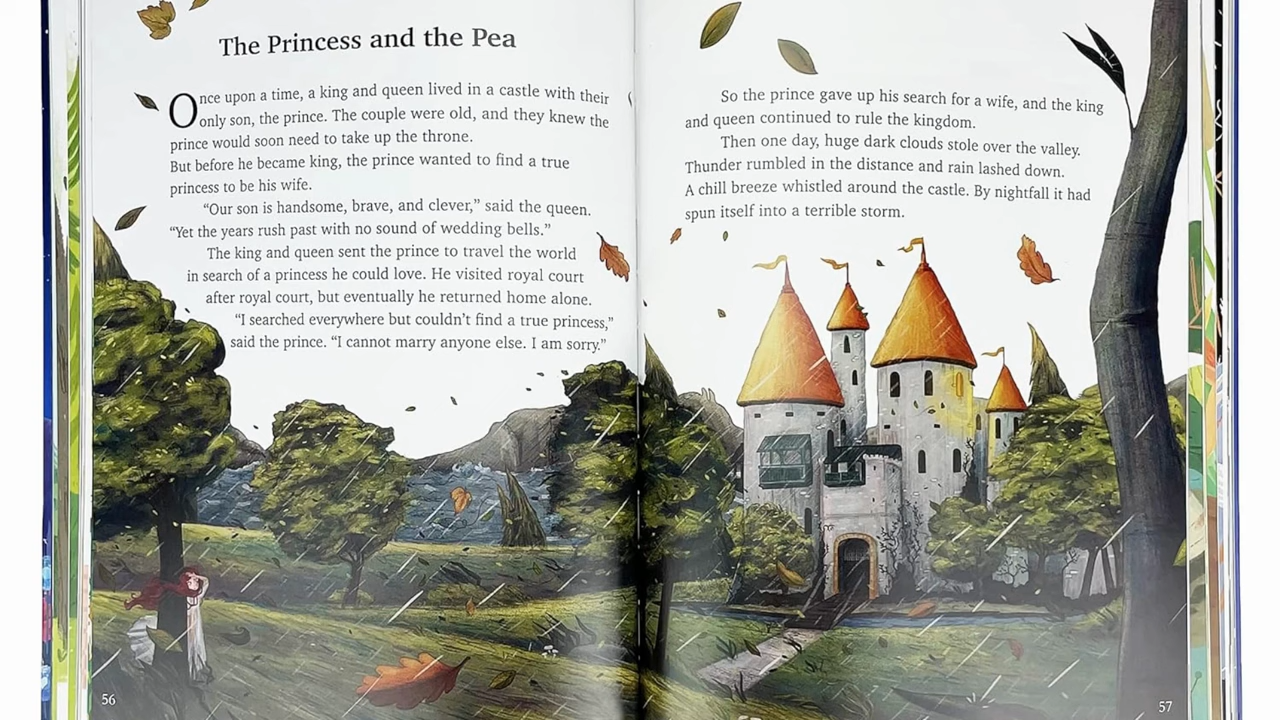 The Princess and the Pea
Once upon a time, a king and queen lived in a castle with their
only son, the prince. The couple were old, and they knew the
prince would soon need to take up the throne.
But before he became king, the prince wanted to find a true
princess to be his wife.
“Our son is handsome, brave, and clever,” said the queen.
“Yet the years rush past with no sound of wedding bells.”
The king and queen sent the prince to travel the world
in search of a princess he could love. He visited royal court
after royal court, but eventually he returned home alone.
“I searched everywhere but couldn’t find a true princess,”
said the prince. “I cannot marry anyone else. I am sorry.”
56
So the prince gave up his search for a wife, and the king
and queen continued to rule the kingdom.
Then one day, huge dark clouds stole over the valley.
Thunder rumbled in the distance and rain lashed down.
A chill breeze whistled around the castle. By nightfall it had
spun itself into a terrible storm.
57